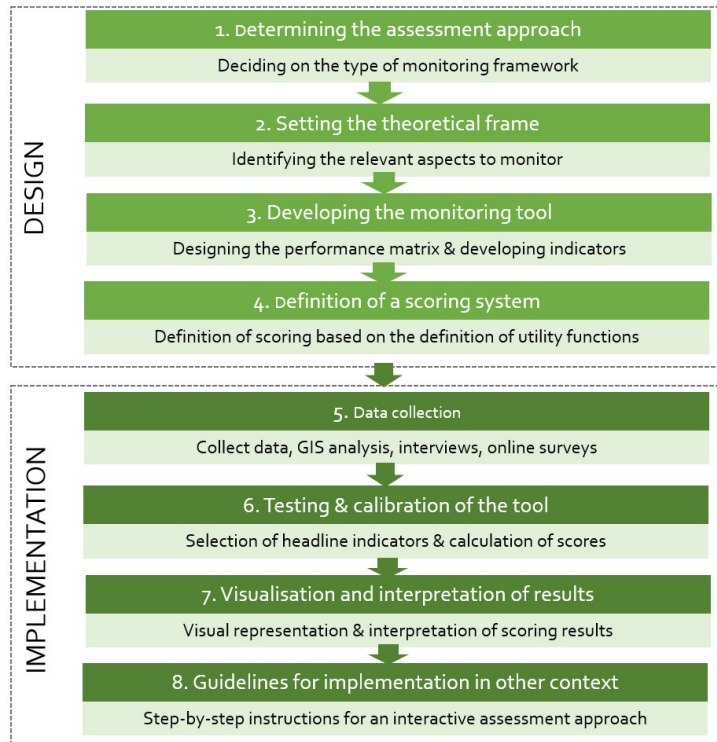 DESIGN
1. Determining the assessment approach
Deciding on the type of monitoring framework
2. Setting the theoretical frame
Identifying the relevant aspects to monitor
3. Developing the monitoring tool
Designing the performance matrix & developing indicators
4. Definition of a scoring system
Definition of scoring based on the definition of utility functions
IMPLEMENTATION
5. Data collection
Collect data, GIS analysis, interviews, online surveys
6. Testing & calibration of the tool
Selection of headline indicators & calculation of scores
7. Visualisation and interpretation of results
Visual representation & interpretation of scoring results
8. Guidelines for implementation in other context
Step-by-step instructions for an interactive assessment approach